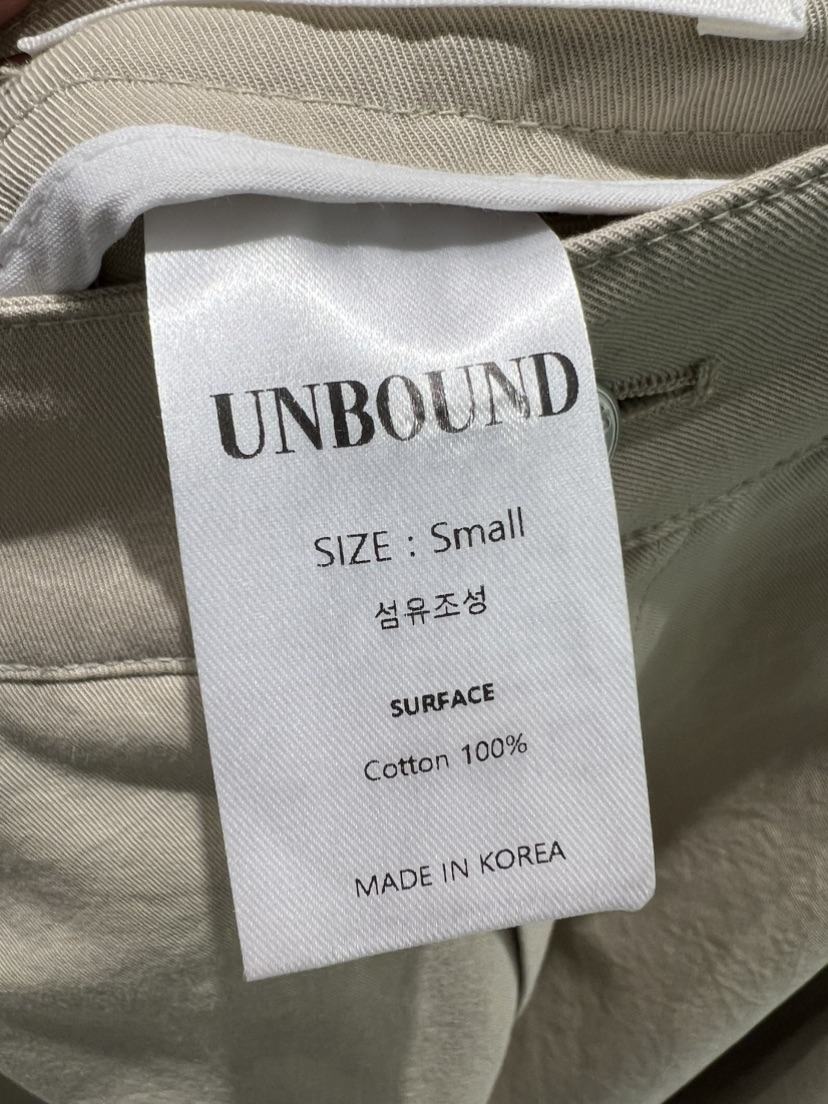 UNBOUND
SIZE : Small
섬유조성
SURFACE
Cotton 100%
MADE IN KOREA